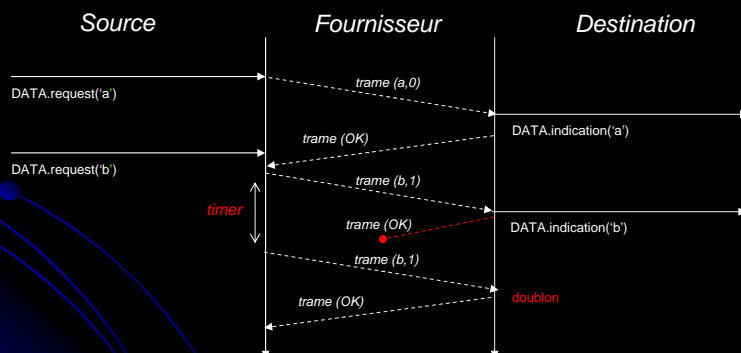 Source
Fournisseur
Destination
trame (a,0)
DATA.request(‘a’)
DATA.indication(‘a’)
trame (OK)
DATA.request(‘b’)
trame (b,1)
timer
trame (OK)
DATA.indication(‘b’)
trame (b,1)
doublon
trame (OK)